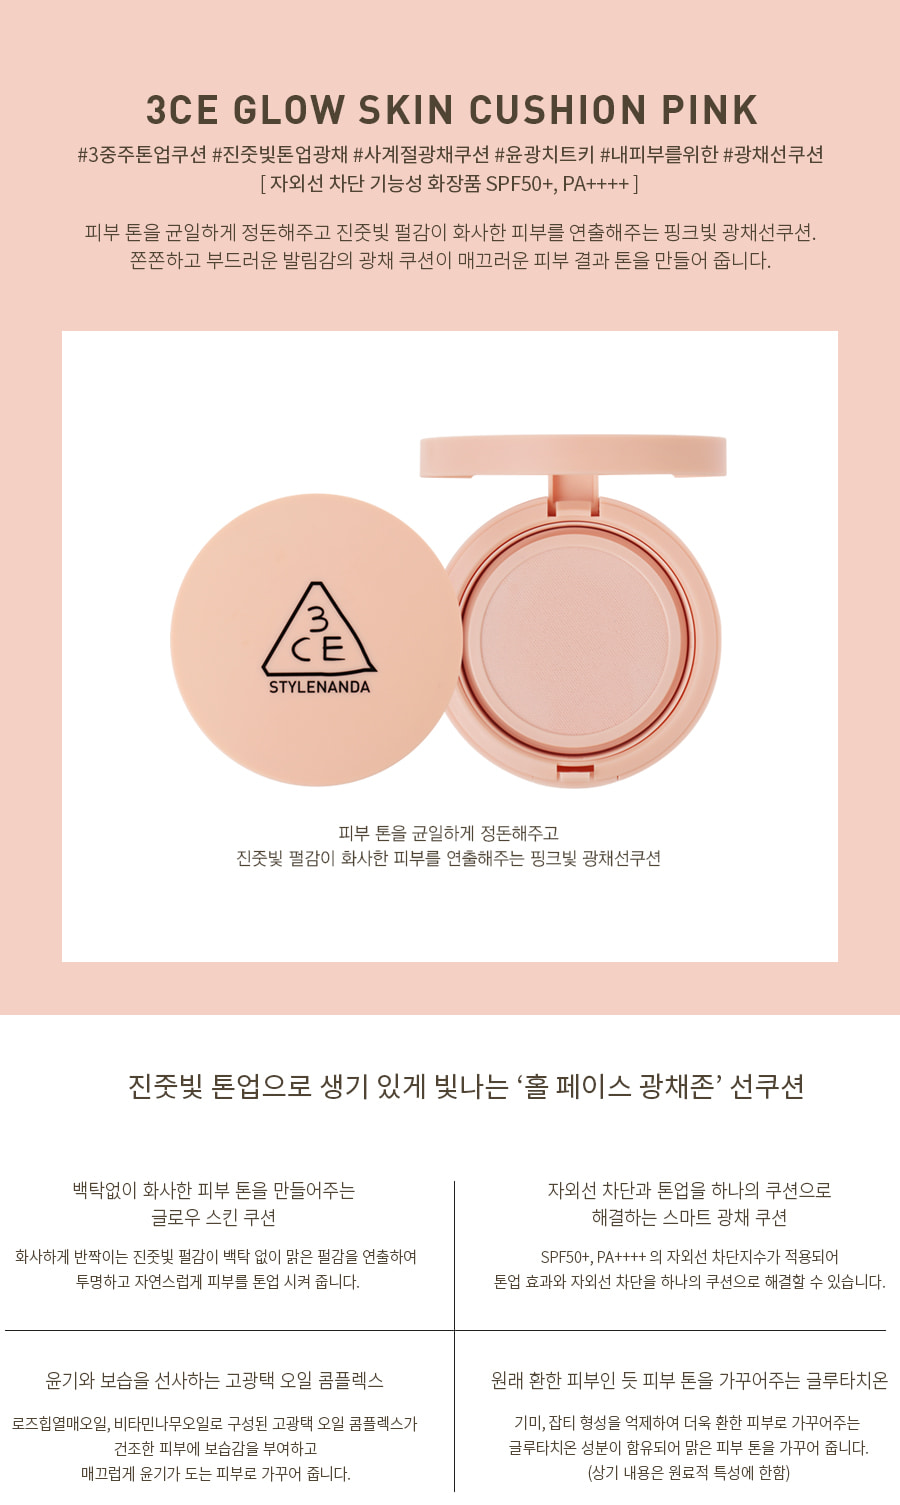 3CE GLOW SKIN CUSHION PINK
#3중주톤업쿠션 #진줏빛톤업광채 #사계절광채쿠션 #윤광치트키 #내피부를위한 #광채선쿠션
[ 자외선 차단 기능성 화장품 SPF50+, PA++++ ]
피부 톤을 균일하게 정돈해주고 진줏빛 펄감이 화사한 피부를 연출해주는 핑크빛 광채선쿠션.
쫀쫀하고 부드러운 발림감의 광채 쿠션이 매끄러운 피부 결과 톤을 만들어 줍니다.
3
CE
STYLENANDA
피부 톤을 균일하게 정돈해주고
진줏빛 펄감이 화사한 피부를 연출해주는 핑크빛 광채선쿠션
진줏빛 톤업으로 생기 있게 빛나는 ‘홀 페이스 광채존’ 선쿠션
백탁없이 화사한 피부 톤을 만들어주는
글로우 스킨 쿠션
화사하게 반짝이는 진줏빛 펄감이 백탁 없이 맑은 펄감을 연출하여
투명하고 자연스럽게 피부를 톤업 시켜 줍니다.
자외선 차단과 톤업을 하나의 쿠션으로
해결하는 스마트 광채 쿠션
SPF50+, PA++++ 의 자외선 차단지수가 적용되어
톤업 효과와 자외선 차단을 하나의 쿠션으로 해결할 수 있습니다.
윤기와 보습을 선사하는 고광택 오일 콤플렉스
로즈힙열매오일, 비타민나무오일로 구성된 고광택 오일 콤플렉스가
건조한 피부에 보습감을 부여하고
매끄럽게 윤기가 도는 피부로 가꾸어 줍니다.
원래 환한 피부인 듯 피부 톤을 가꾸어주는 글루타치온
기미, 잡티 형성을 억제하여 더욱 환한 피부로 가꾸어주는
글루타치온 성분이 함유되어 맑은 피부 톤을 가꾸어 줍니다.
(상기 내용은 원료적 특성에 한함)